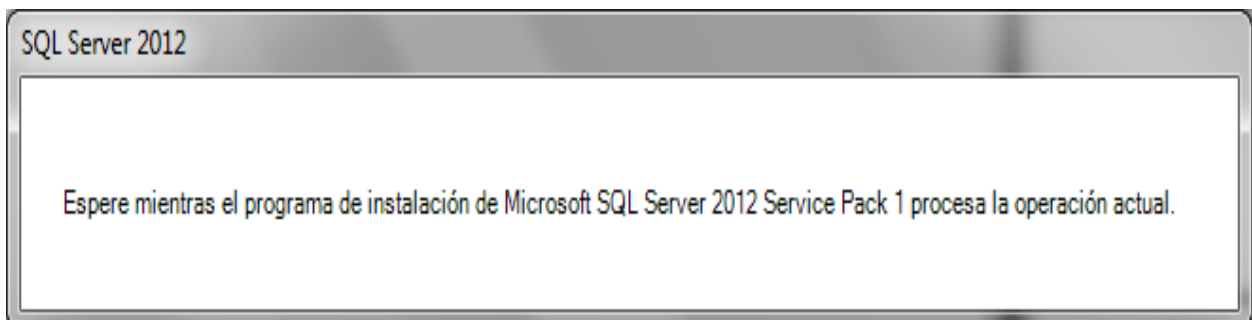 SQL Server 2012
Espere mientras el programa de instalación de Microsoft SQL Server 2012 Service Pack 1 procesa la operación actual.